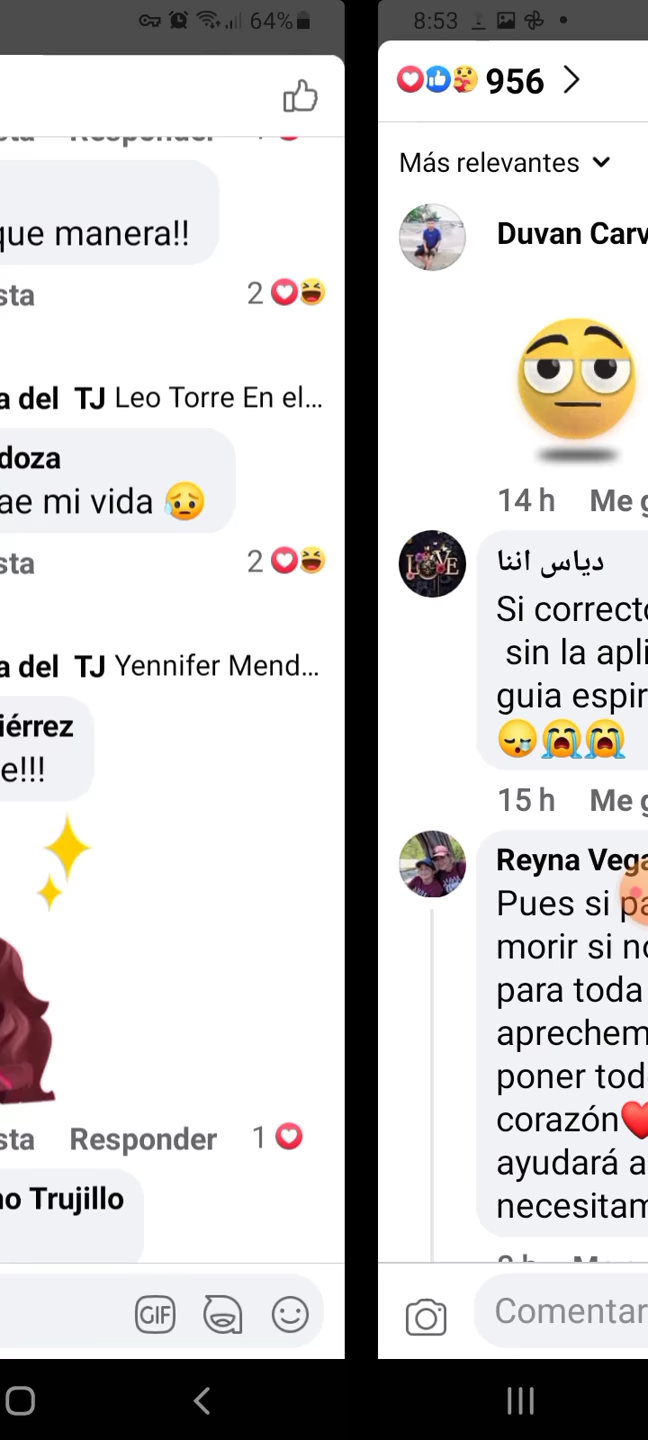 64%
que manera!!
sta
2
a del TJ Leo Torre En el...
doza
ae mi vida 😥
sta
2
a del TJ Yennifer Mend...
iérrez
e!!!
sta Responder 1
o Trujillo
GIF
8:53
956
Más relevantes
Duvan Carv
14 h Me g
دياس اننا
Si correcto
sin la apli
guia espir
😪😭😭
15 h Me g
Reyna Vega
Pues si pa
morir si no
para toda
aprechem
poner tod
corazón❤️
ayudará a
necesitam
Comentar